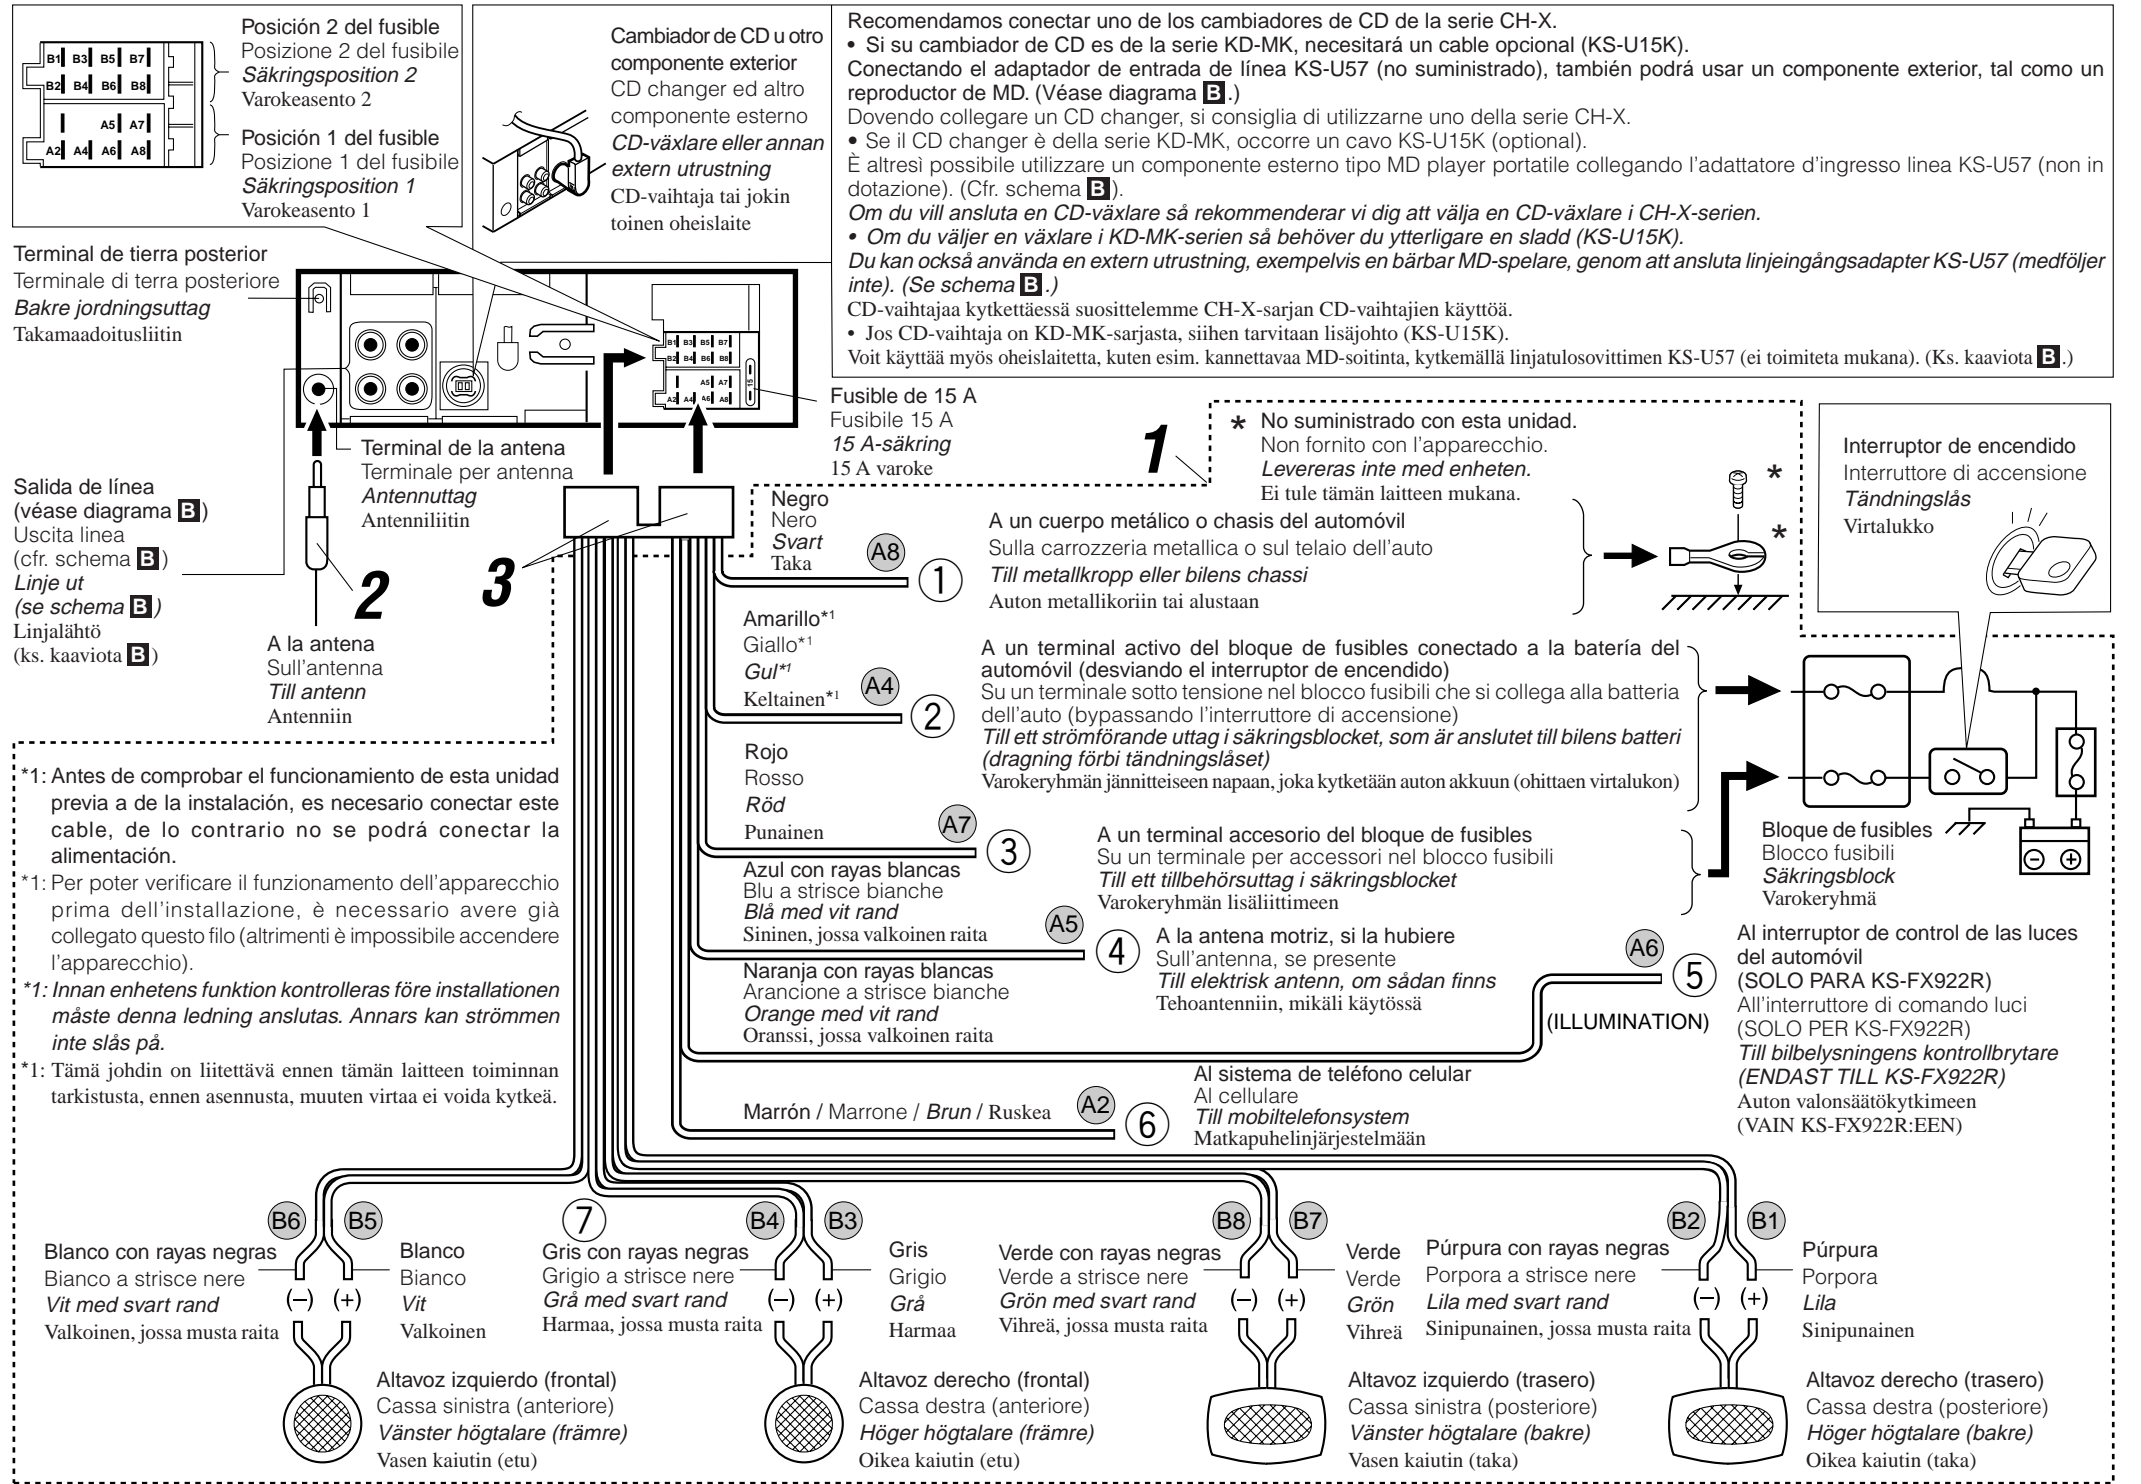 B1 B3 B5 B7
B2 B4 B6 B8
A5 A7
A2 A4 A6 A8
Posición 2 del fusible
Posizione 2 del fusibile
Säkringsposition 2
Varokeasento 2
Posición 1 del fusible
Posizione 1 del fusibile
Säkringsposition 1
Varokeasento 1
Cambiador de CD u otro
componente exterior
CD changer ed altro
componente esterno
CD-växlare eller annan
extern utrustning
CD-vaihtaja tai jokin
toinen oheislaite
Recomendamos conectar uno de los cambiadores de CD de la serie CH-X.
• Si su cambiador de CD es de la serie KD-MK, necesitará un cable opcional (KS-U15K).
Conectando el adaptador de entrada de línea KS-U57 (no suministrado), también podrá usar un componente exterior, tal como un
reproductor de MD. (Véase diagrama B .)
Dovendo collegare un CD changer, si consiglia di utilizzarne uno della serie CH-X.
• Se il CD changer è della serie KD-MK, occorre un cavo KS-U15K (optional).
È altresì possibile utilizzare un componente esterno tipo MD player portatile collegando l'adattatore d'ingresso linea KS-U57 (non in
dotazione). (Cfr. schema B ).
Om du vill ansluta en CD-växlare så rekommenderar vi dig att välja en CD-växlare i CH-X-serien.
• Om du väljer en växlare i KD-MK-serien så behöver du ytterligare en sladd (KS-U15K).
Du kan också använda en extern utrustning, exempelvis en bärbar MD-spelare, genom att ansluta linjeingångsadapter KS-U57 (medföljer
inte). (Se schema B .)
CD-vaihtajaa kytkettäessä suosittelemme CH-X-sarjan CD-vaihtajien käyttöä.
• Jos CD-vaihtaja on KD-MK-sarjasta, siihen tarvitaan lisäjohto (KS-U15K).
Voit käyttää myös oheislaitetta, kuten esim. kannettavaa MD-soitinta, kytkemällä linjatulosovittimen KS-U57 (ei toimiteta mukana). (Ks. kaaviota B .)
Terminal de tierra posterior
Terminale di terra posteriore
Bakre jordningsuttag
Takamaadoitusliitin
B1 B3 B5 B7
B2 B4 B6 B8
A5 A7
A2 A4 A6 A8
15
Fusible de 15 A
Fusibile 15 A
15 A-säkring
15 A varoke
Terminal de la antena
Terminale per antenna
Antennuttag
Antenniliitin
Salida de línea
(véase diagrama B )
Uscita linea
(cfr. schema B )
Linje ut
(se schema B )
Linjalähtö
(ks. kaaviota B )
2
A la antena
Sull'antenna
Till antenn
Antenniin
3
1
* No suministrado con esta unidad.
Non fornito con l'apparecchio.
Levereras inte med enheten.
Ei tule tämän laitteen mukana.
*
*
Interruptor de encendido
Interruttore di accensione
Tändningslås
Virtalukko
Negro
Nero
Svart
Taka
A8
1
A un cuerpo metálico o chasis del automóvil
Sulla carrozzeria metallica o sul telaio dell'auto
Till metallkropp eller bilens chassi
Auton metallikoriin tai alustaan
Amarillo*1
Giallo*1
Gul*1
Keltainen*1
A4
2
A un terminal activo del bloque de fusibles conectado a la batería del
automóvil (desviando el interruptor de encendido)
Su un terminale sotto tensione nel blocco fusibili che si collega alla batteria
dell'auto (bypassando l'interruttore di accensione)
Till ett strömförande uttag i säkringsblocket, som är anslutet till bilens batteri
(dragning förbi tändningslåset)
Varokeryhmän jännitteiseen napaan, joka kytketään auton akkuun (ohittaen virtalukon)
Rojo
Rosso
Röd
Punainen
A7
3
A un terminal accesorio del bloque de fusibles
Su un terminale per accessori nel blocco fusibili
Till ett tillbehörsuttag i säkringsblocket
Varokeryhmän lisäliittimeen
Bloque de fusibles
Blocco fusibili
Säkringsblock
Varokeryhmä
Azul con rayas blancas
Blu a strisce bianche
Blå med vit rand
Sininen, jossa valkoinen raita
A5
4
A la antena motriz, si la hubiere
Sull'antenna, se presente
Till elektrisk antenn, om sådan finns
Tehoantenniin, mikäli käytössä
Naranja con rayas blancas
Arancione a strisce bianche
Orange med vit rand
Oranssi, jossa valkoinen raita
A6
5
(ILLUMINATION)
Al interruptor de control de las luces
del automóvil
(SOLO PARA KS-FX922R)
All'interruttore di comando luci
(SOLO PER KS-FX922R)
Till bilbelysningens kontrollbrytare
(ENDAST TILL KS-FX922R)
Auton valonsäätökytkimeen
(VAIN KS-FX922R:EEN)
Marrón / Marrone / Brun / Ruskea
A2
6
Al sistema de teléfono celular
Al cellulare
Till mobiltelefonsystem
Matkapuhelinjärjestelmään
*1: Antes de comprobar el funcionamiento de esta unidad
previa a de la instalación, es necesario conectar este
cable, de lo contrario no se podrá conectar la
alimentación.
*1: Per poter verificare il funzionamento dell'apparecchio
prima dell'installazione, è necessario avere già
collegato questo filo (altrimenti è impossibile accendere
l'apparecchio).
*1: Innan enhetens funktion kontrolleras före installationen
måste denna ledning anslutas. Annars kan strömmen
inte slås på.
*1: Tämä johdin on liitettävä ennen tämän laitteen toiminnan
tarkistusta, ennen asennusta, muuten virtaa ei voida kytkeä.
B6 B5
Blanco con rayas negras
Bianco a strisce nere
Vit med svart rand
Valkoinen, jossa musta raita
(–) (+)
Blanco
Bianco
Vit
Valkoinen
Altavoz izquierdo (frontal)
Cassa sinistra (anteriore)
Vänster högtalare (främre)
Vasen kaiutin (etu)
7
B4 B3
Gris con rayas negras
Grigio a strisce nere
Grå med svart rand
Harmaa, jossa musta raita
(–) (+)
Gris
Grigio
Grå
Harmaa
Altavoz derecho (frontal)
Cassa destra (anteriore)
Höger högtalare (främre)
Oikea kaiutin (etu)
B8 B7
Verde con rayas negras
Verde a strisce nere
Grön med svart rand
Vihreä, jossa musta raita
(–) (+)
Verde
Verde
Grön
Vihreä
Altavoz izquierdo (trasero)
Cassa sinistra (posteriore)
Vänster högtalare (bakre)
Vasen kaiutin (taka)
B2 B1
Púrpura con rayas negras
Porpora a strisce nere
Lila med svart rand
Sinipunainen, jossa musta raita
(–) (+)
Púrpura
Porpora
Lila
Sinipunainen
Altavoz derecho (trasero)
Cassa destra (posteriore)
Höger högtalare (bakre)
Oikea kaiutin (taka)